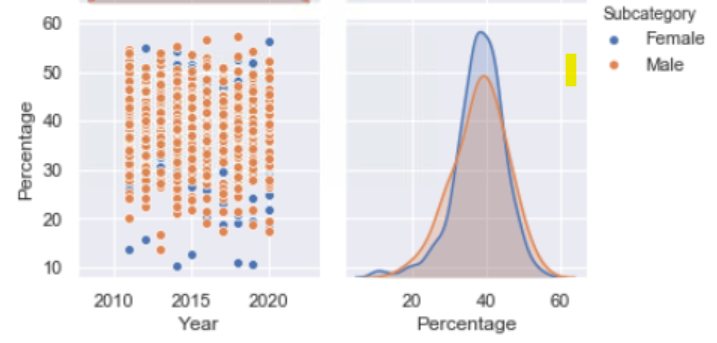 Subcategory
Female
Male
Percentage
60
50
40
30
20
10
2010 2015 2020
Year
20 40 60
Percentage